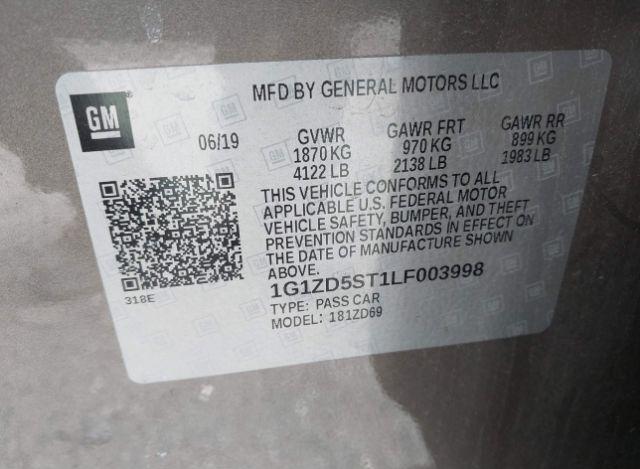 MFD BY GENERAL MOTORS LLC
GM
06/19
GVWR GAWR FRT GAWR RR
1870 KG 970 KG 899 KG
4122 LB 2138 LB 1983 LB
THIS VEHICLE CONFORMS TO ALL
APPLICABLE U.S. FEDERAL MOTOR
VEHICLE SAFETY, BUMPER, AND THEFT
PREVENTION STANDARDS IN EFFECT ON
THE DATE OF MANUFACTURE SHOWN
ABOVE.
1G1ZD5ST1LF003998
TYPE: PASS CAR
MODEL: 181ZD69
318E